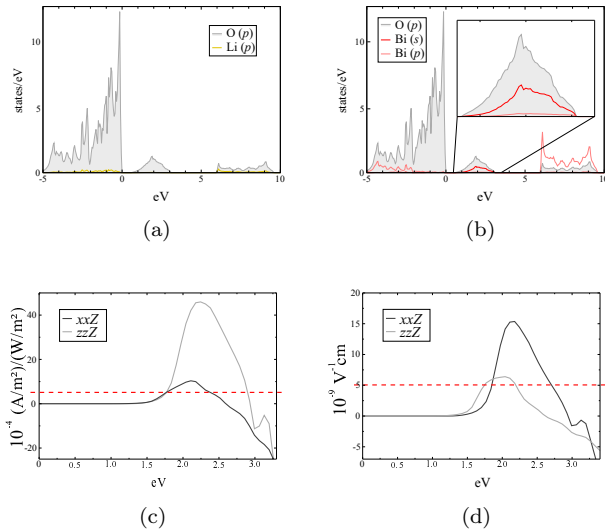 10
5
0
states/eV
O (p)
Li (p)
-5
0
5
10
eV
(a)
10
5
0
states/eV
O (p)
Bi (s)
Bi (p)
-5
0
5
10
eV
(b)
40
20
0
-20
10⁻⁴ (A/m²)/(W/m²)
xxZ
zzZ
0
0.5
1.0
1.5
2.0
2.5
3.0
eV
(c)
20
15
10
5
0
-5
10⁻⁹ V⁻¹cm
xxZ
zzZ
0
0.5
1.0
1.5
2.0
2.5
3.0
eV
(d)